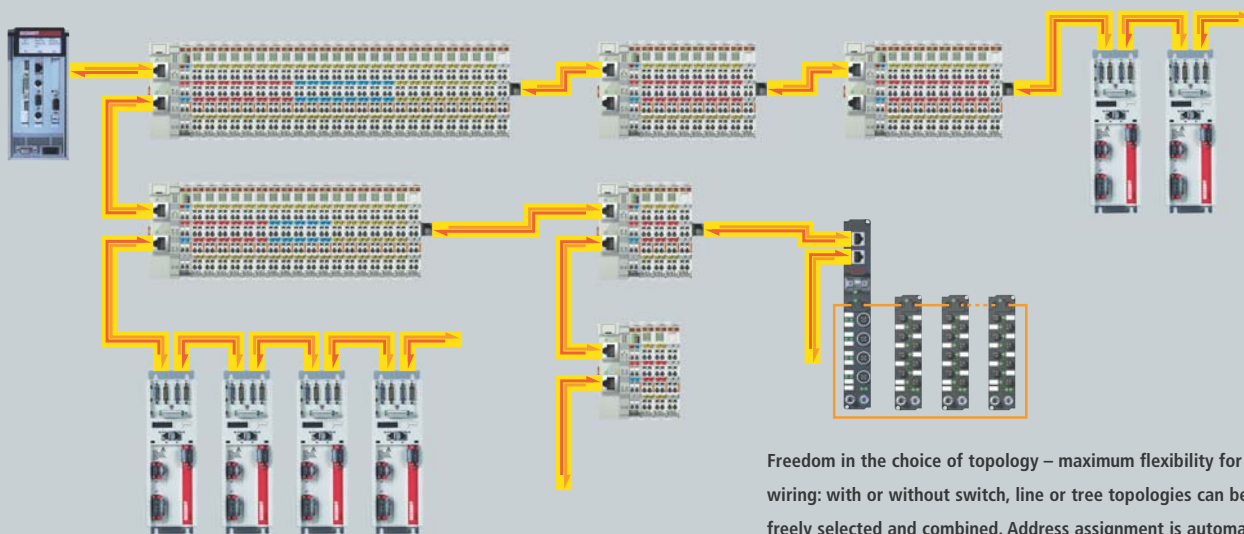 Freedom in the choice of topology – maximum flexibility for
wiring: with or without switch, line or tree topologies can be
freely selected and combined. Address assignment is automa